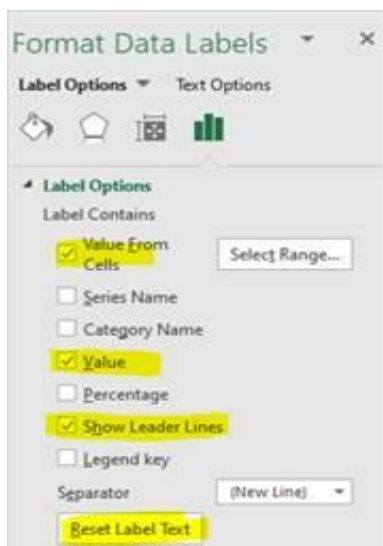 Format Data Labels
Label Options Text Options
Label Options
Label Contains
Value From
Cells
Select Range...
Series Name
Category Name
Value
Percentage
Show Leader Lines
Legend key
Separator (New Line)
Reset Label Text